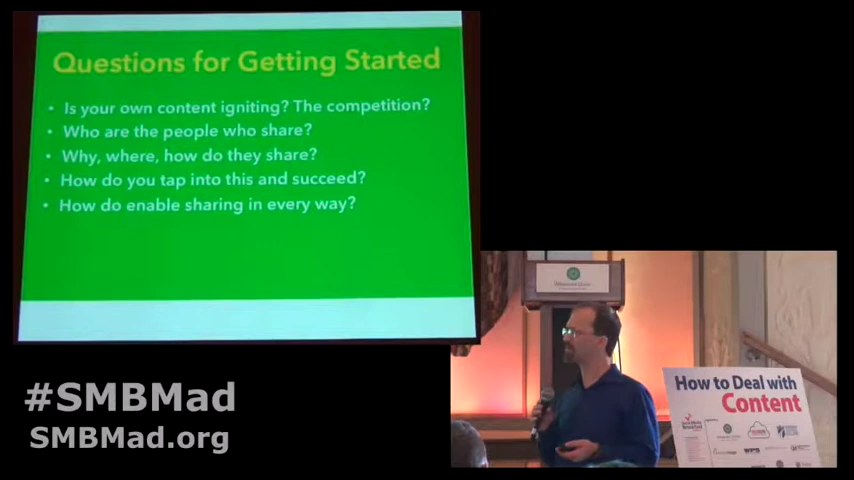 Questions for Getting Started
• Is your own content igniting? The competition?
• Who are the people who share?
• Why, where, how do they share?
• How do you tap into this and succeed?
• How do enable sharing in every way?
#SMBMad
SMBMad.org
How to Deal with
Content